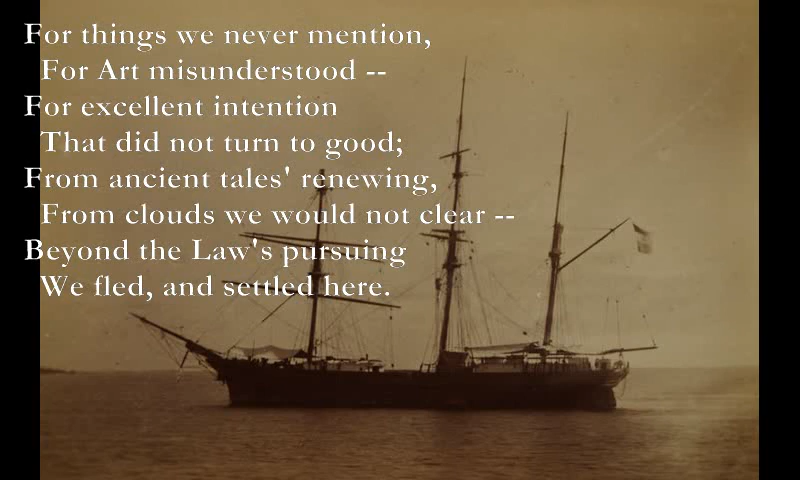 For things we never mention,
For Art misunderstood --
For excellent intention
That did not turn to good;
From ancient tales' renewing,
From clouds we would not clear --
Beyond the Law's pursuing
We fled, and settled here.